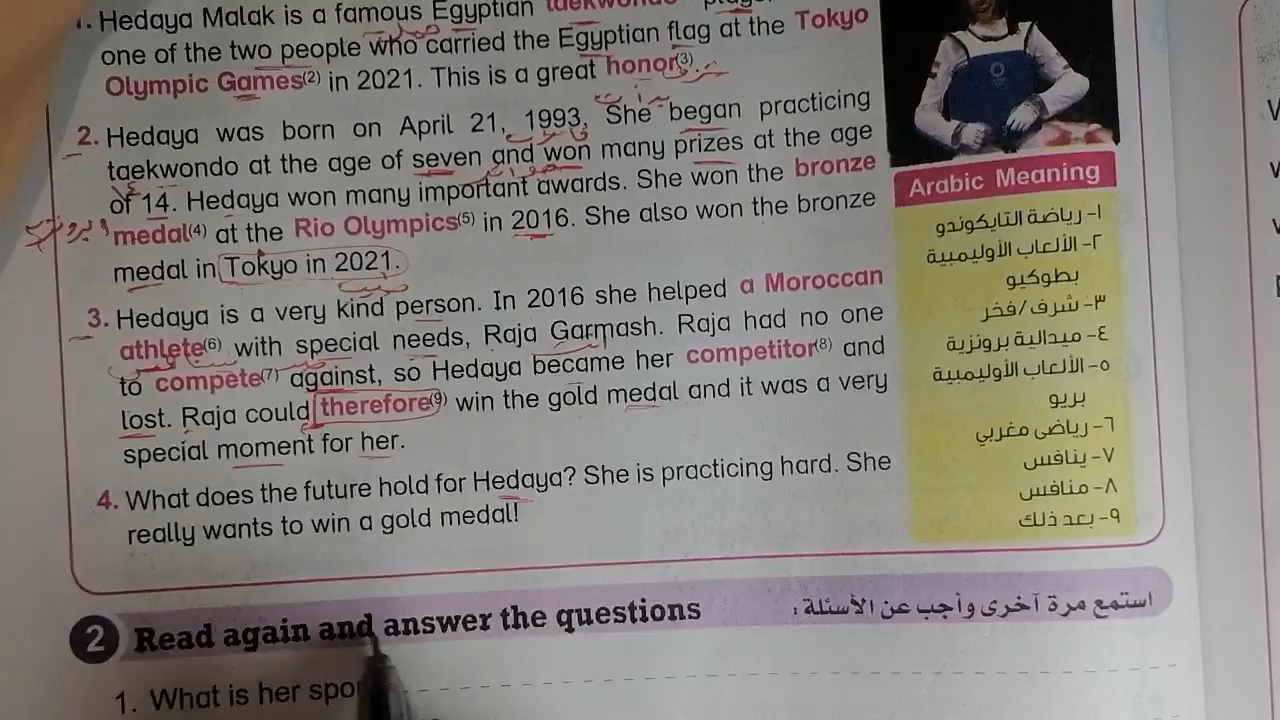 1. Hedaya Malak is a famous Egyptian taekwondo
one of the two people who carried the Egyptian flag at the Tokyo
Olympic Games(2) in 2021. This is a great honor(3).
2. Hedaya was born on April 21, 1993. She began practicing
taekwondo at the age of seven and won many prizes at the age
of 14. Hedaya won many important awards. She won the bronze
medal(4) at the Rio Olympics(5) in 2016. She also won the bronze
medal in Tokyo in 2021.
3. Hedaya is a very kind person. In 2016 she helped a Moroccan
athlete(6) with special needs, Raja Garmash. Raja had no one
to compete(7) against, so Hedaya became her competitor(8) and
lost. Raja could therefore(9) win the gold medal and it was a very
special moment for her.
4. What does the future hold for Hedaya? She is practicing hard. She
really wants to win a gold medal!
Arabic Meaning
١- رياضة التايكوندو
٢- الألعاب الأوليمبية
بطوكيو
٣- شرف/فخر
٤- ميدالية برونزية
٥- الألعاب الأوليمبية
بريو
٦- رياضى مغربي
٧- ينافس
٨- منافس
٩- بعد ذلك
2 Read again and answer the questions
استمع مرة آخرى وأجب عن الأسئلة:
1. What is her